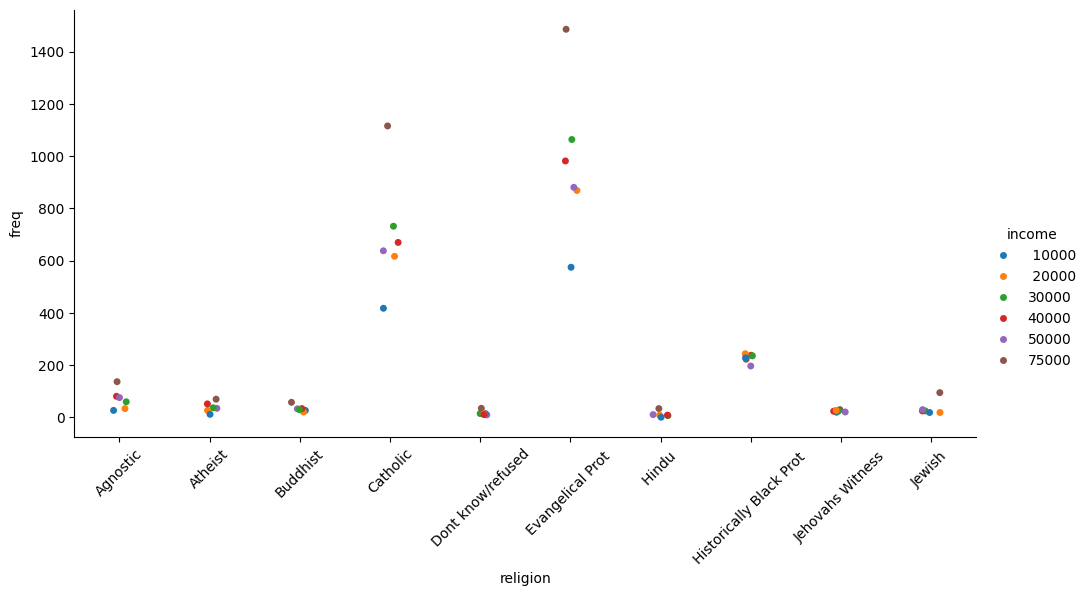 1400
1200
1000
800
600
400
200
0
freq
Agnostic
Atheist
Buddhist
Catholic
Dont know/refused
Evangelical Prot
Hindu
Historically Black Prot
Jehovahs Witness
Jewish
religion
income
10000
20000
30000
40000
50000
75000